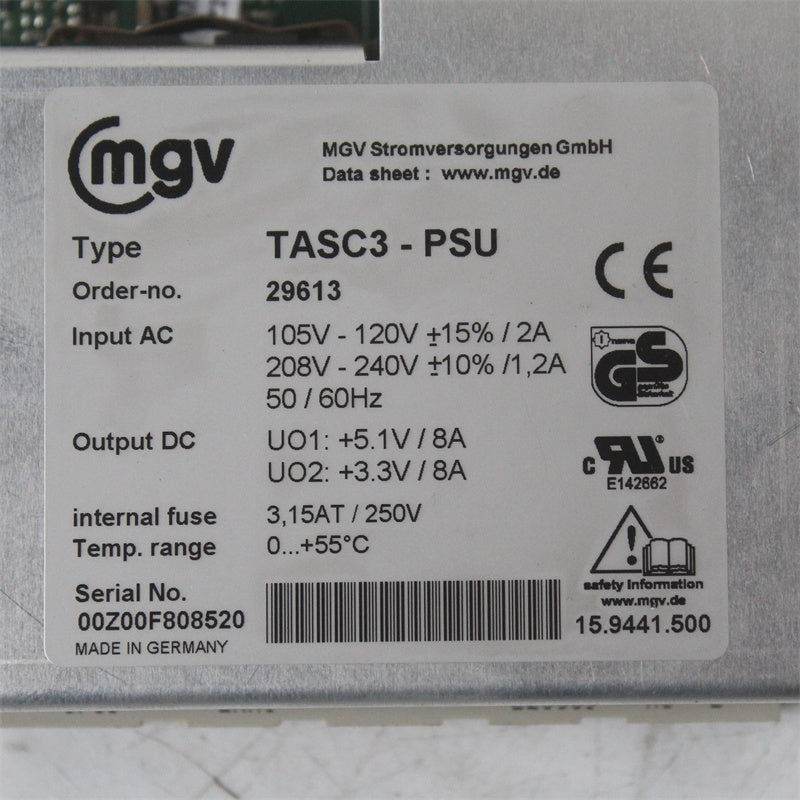 mgv
MGV Stromversorgungen GmbH
Data sheet : www.mgv.de
Type TASC3 - PSU
Order-no. 29613
CE
Input AC 105V - 120V ±15% / 2A
208V - 240V ±10% /1,2A
50 / 60Hz
GS
geprüfte
Sicherheit
Output DC UO1: +5.1V / 8A
UO2: +3.3V / 8A
c RU ® US
E142662
internal fuse 3,15AT / 250V
Temp. range 0...+55°C
safety Information
www.mgv.de
Serial No.
00Z00F808520
15.9441.500
MADE IN GERMANY